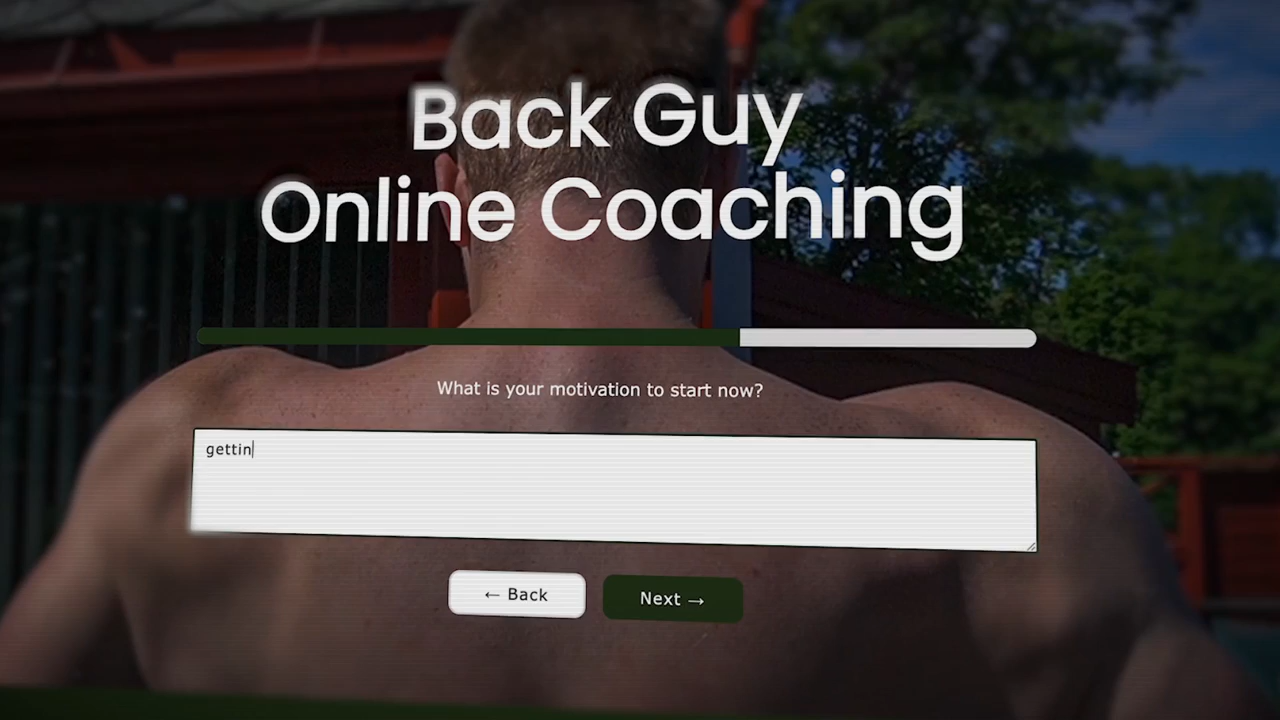 Back Guy
Online Coaching
What is your motivation to start now?
gettin
← Back
Next →